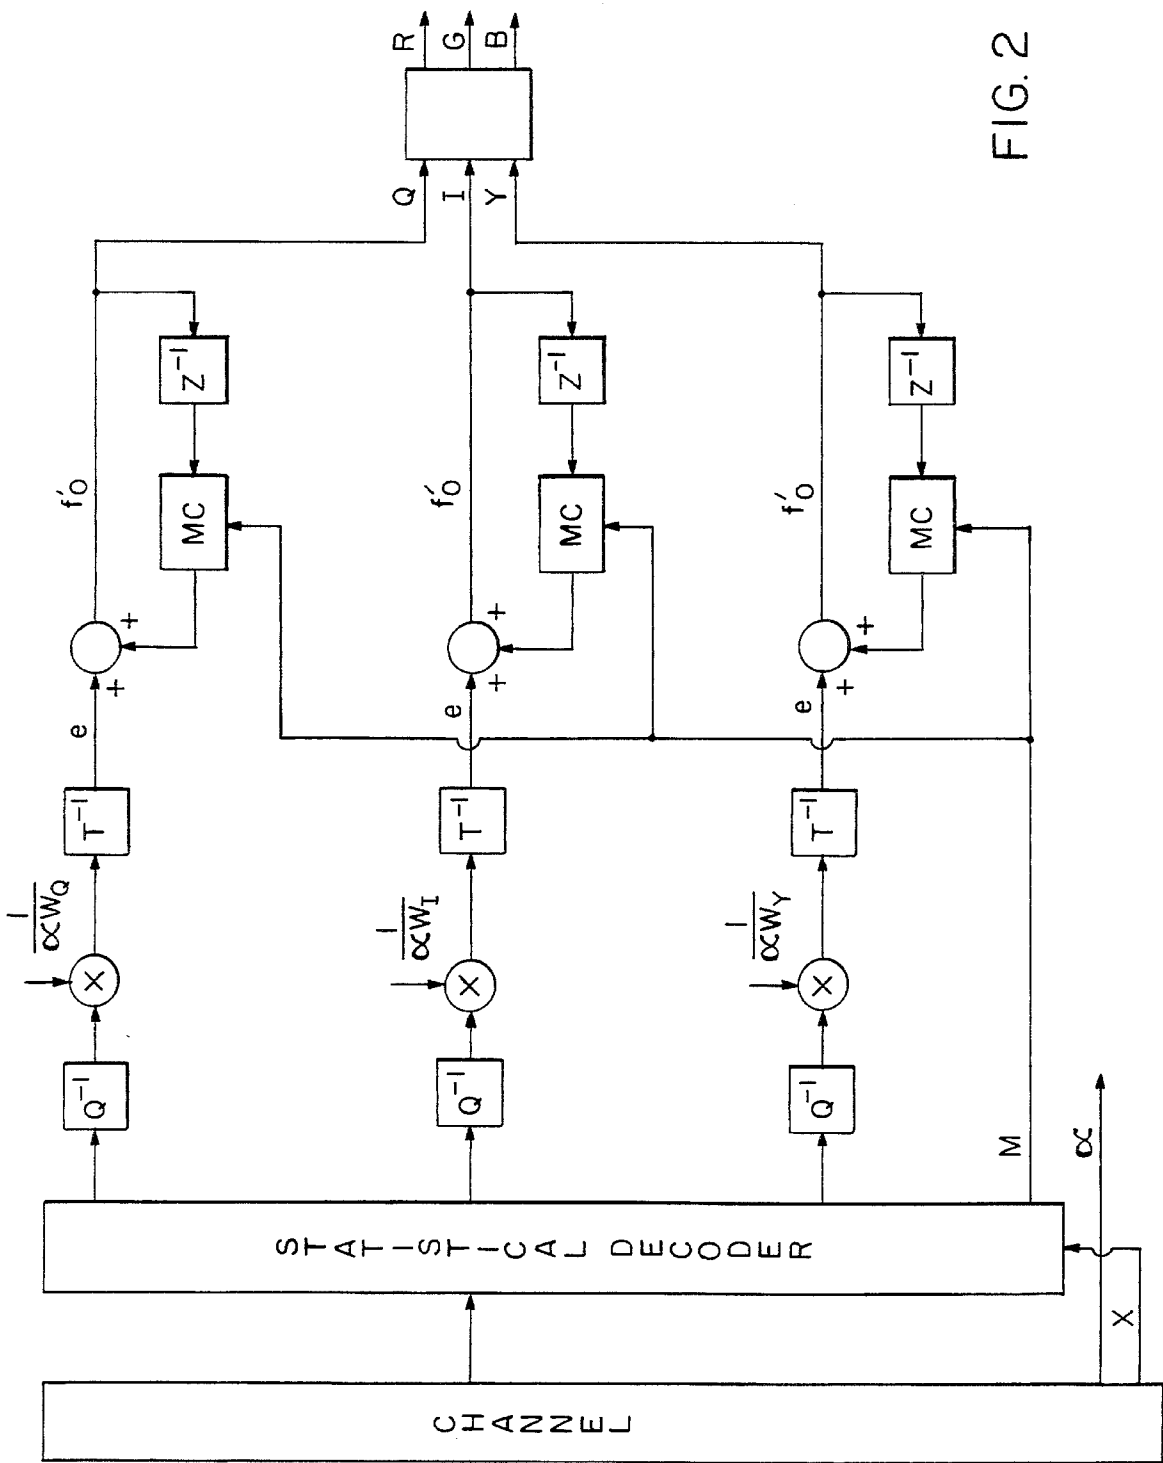 FIG. 2
CHANNEL
X
α
STATISTICAL DECODER
M
Q⁻¹
X
1
αW_Q
T⁻¹
e
+
+
f'₀
MC
Z⁻¹
Q
R
Q⁻¹
X
1
αW_I
T⁻¹
e
+
+
f'₀
MC
Z⁻¹
I
G
Q⁻¹
X
1
αW_Y
T⁻¹
e
+
+
f'₀
MC
Z⁻¹
Y
B